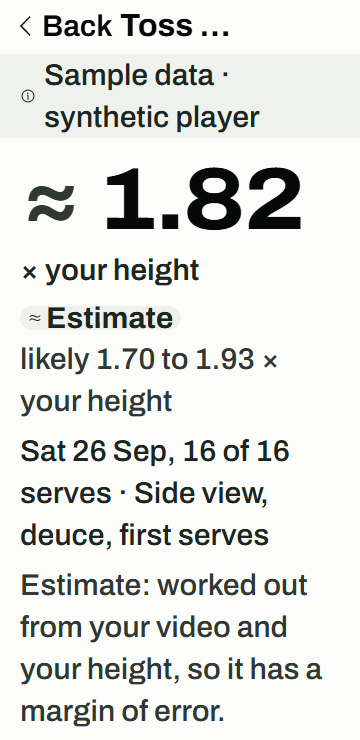 Back Toss ...
Sample data ·
synthetic player
≈ 1.82
× your height
≈ Estimate
likely 1.70 to 1.93 ×
your height
Sat 26 Sep, 16 of 16
serves · Side view,
deuce, first serves
Estimate: worked out
from your video and
your height, so it has a
margin of error.